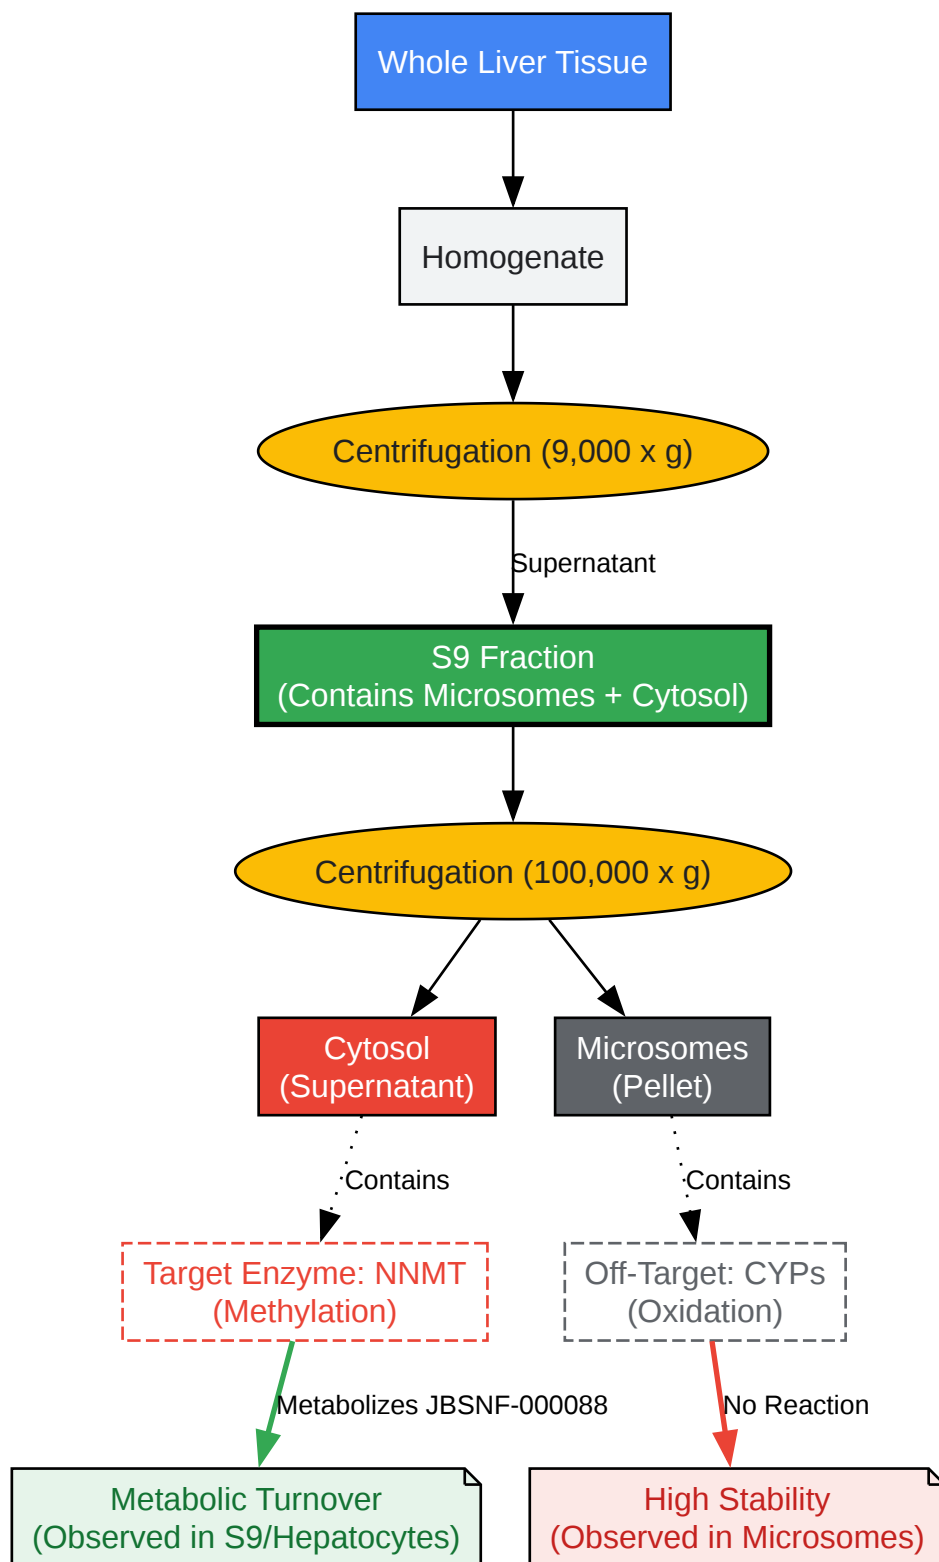 Whole Liver Tissue
Homogenate
Centrifugation (9,000 x g)
Supernatant
S9 Fraction
(Contains Microsomes + Cytosol)
Centrifugation (100,000 x g)
Cytosol
(Supernatant)
Microsomes
(Pellet)
Contains
Contains
Target Enzyme: NNMT
(Methylation)
Off-Target: CYPs
(Oxidation)
Metabolizes JBSNF-000088
No Reaction
Metabolic Turnover
(Observed in S9/Hepatocytes)
High Stability
(Observed in Microsomes)